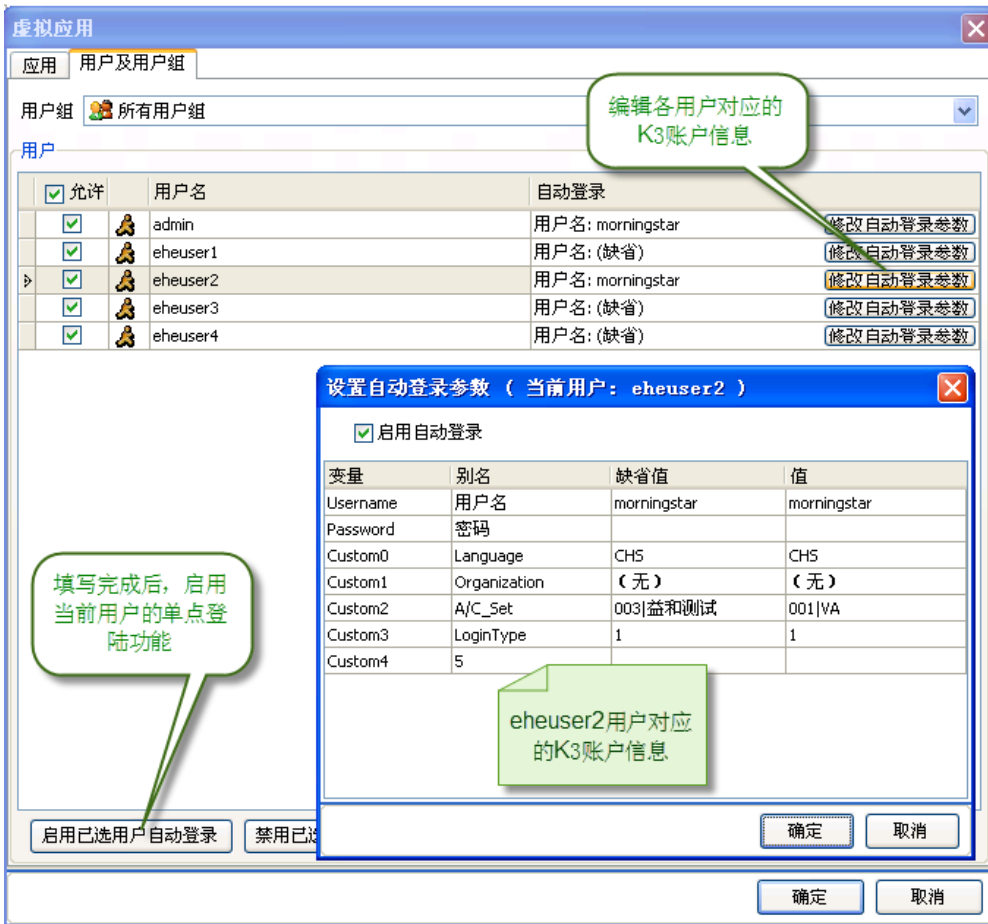 虚拟应用
应用 用户及用户组
用户组 所有用户组
编辑各用户对应的
K3账户信息
用户
允许 用户名 自动登录
admin 用户名: morningstar 修改自动登录参数
eheuser1 用户名: (缺省) 修改自动登录参数
eheuser2 用户名: morningstar 修改自动登录参数
eheuser3 用户名: (缺省) 修改自动登录参数
eheuser4 用户名: (缺省) 修改自动登录参数
设置自动登录参数 ( 当前用户: eheuser2 )
启用自动登录
变量 别名 缺省值 值
Username 用户名 morningstar morningstar
Password 密码
Custom0 Language CHS CHS
Custom1 Organization (无) (无)
Custom2 A/C_Set 003|益和测试 001|VA
Custom3 LoginType 1 1
Custom4 5
填写完成后，启用
当前用户的单点登
陆功能
eheuser2用户对应
的K3账户信息
确定 取消
启用已选用户自动登录 禁用已选
确定 取消